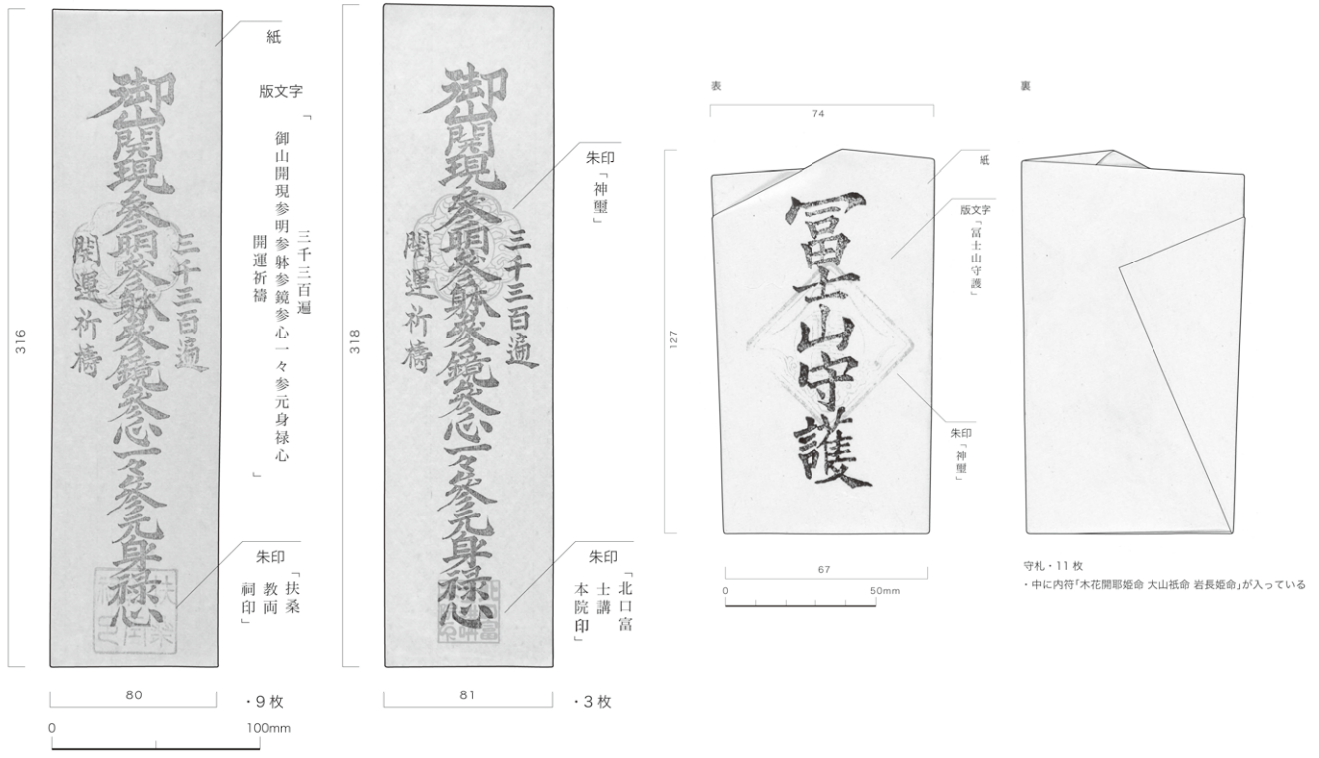 316
紙
御山開現参明参躰参鏡参心一々参元身禄心
三千三百遍
開運祈禱
版文字
「
三千三百遍
御山開現参明参躰参鏡参心一々参元身禄心
開運祈禱
」
朱印
「扶桑
教両
祠印」
80
・9 枚
0
100mm
318
御山開現参明参躰参鏡参心一々参元身禄心
三千三百遍
開運祈禱
朱印
「神璽」
朱印
「北口富
士講
本院印」
81
・3 枚
表
74
127
冨士山守護
紙
版文字
「冨士山守護」
朱印
「神璽」
67
0
50mm
裏
守札・11 枚
・中に内符「木花開耶姫命 大山祇命 岩長姫命」が入っている